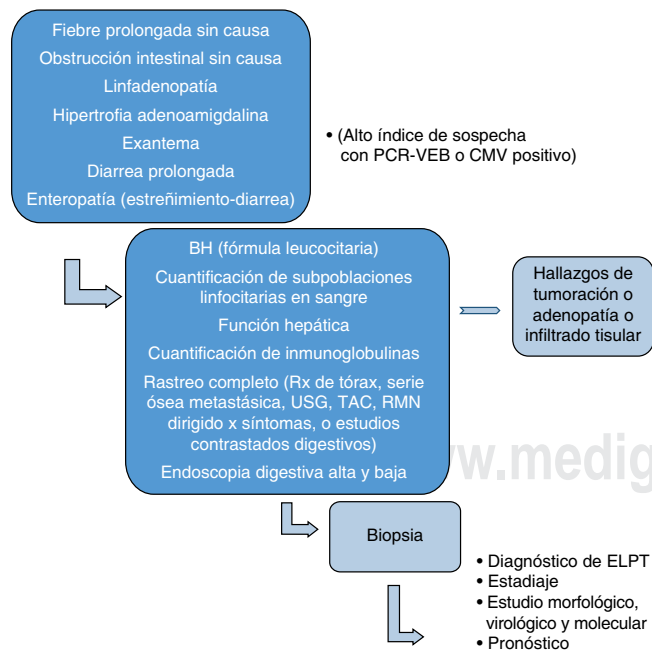 Fiebre prolongada sin causa
Obstrucción intestinal sin causa
Linfadenopatía
Hipertrofia adenoamigdalina
Exantema
Diarrea prolongada
Enteropatía (estreñimiento-diarrea)
• (Alto índice de sospecha
con PCR-VEB o CMV positivo)
BH (fórmula leucocitaria)
Cuantificación de subpoblaciones
linfocitarias en sangre
Función hepática
Cuantificación de inmunoglobulinas
Rastreo completo (Rx de tórax, serie
ósea metastásica, USG, TAC, RMN
dirigido x síntomas, o estudios
contrastados digestivos)
Endoscopia digestiva alta y baja
Hallazgos de
tumoración o
adenopatía o
infiltrado tisular
w.medig
Biopsia
• Diagnóstico de ELPT
• Estadiaje
• Estudio morfológico,
virológico y molecular
• Pronóstico